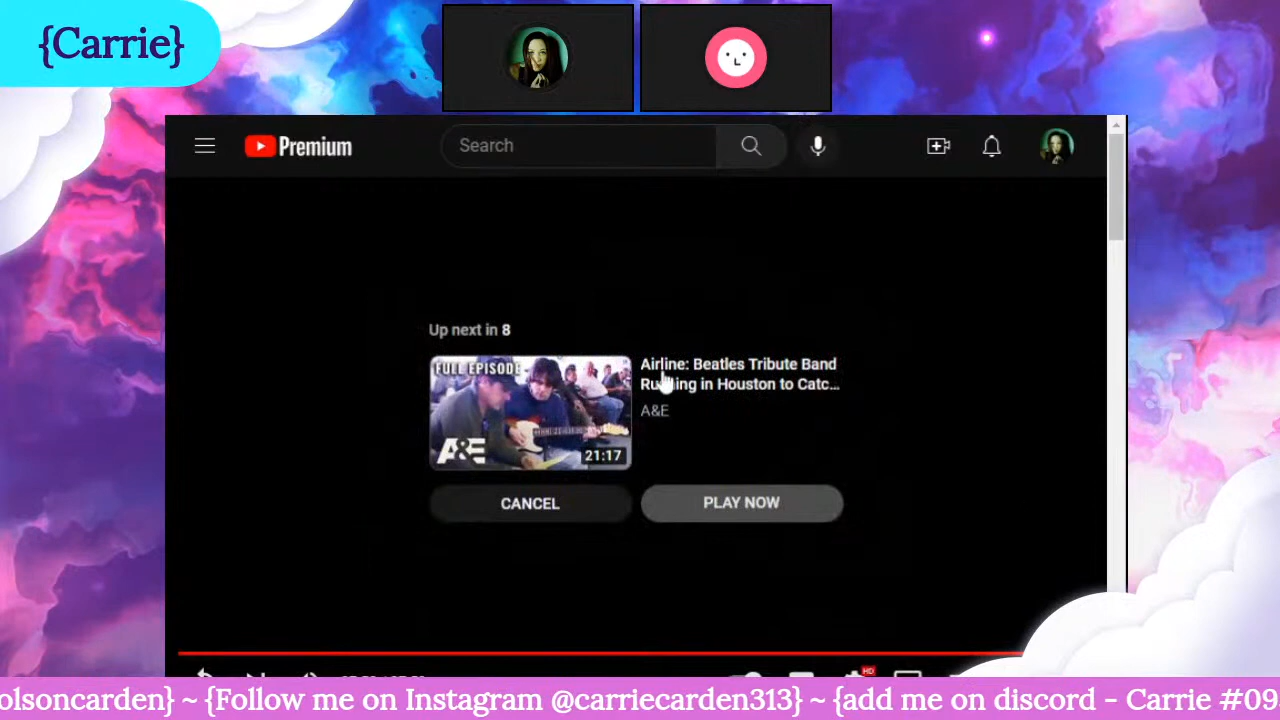 {Carrie}
Premium
Search
Up next in 8
FULL EPISODE
A&E
21:17
Airline: Beatles Tribute Band
in Houston to Catc...
A&E
CANCEL
PLAY NOW
HD
olsoncarden} ~ {Follow me on Instagram @carriecarden313} ~ {add me on discord - Carrie #09